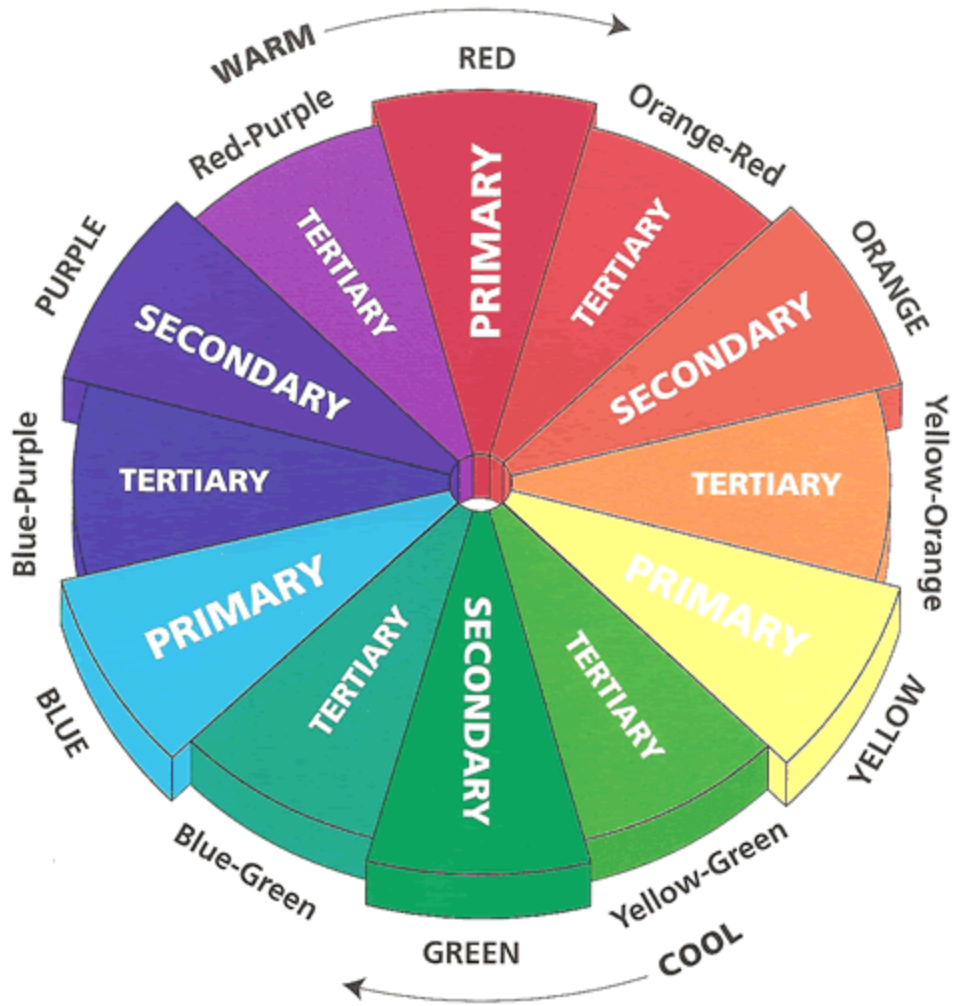 WARM
RED
Red-Purple
Orange-Red
PURPLE
ORANGE
PRIMARY
TERTIARY
TERTIARY
SECONDARY
SECONDARY
Blue-Purple
Yellow-Orange
TERTIARY
TERTIARY
PRIMARY
PRIMARY
TERTIARY
SECONDARY
TERTIARY
BLUE
YELLOW
Blue-Green
Yellow-Green
GREEN
COOL